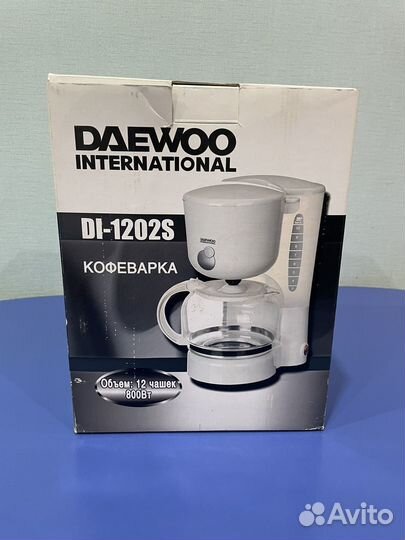 DAEWOO
INTERNATIONAL
DI-1202S
КОФЕВАРКА
DAEWOO
Объем: 12 чашек
800Вт
Avito